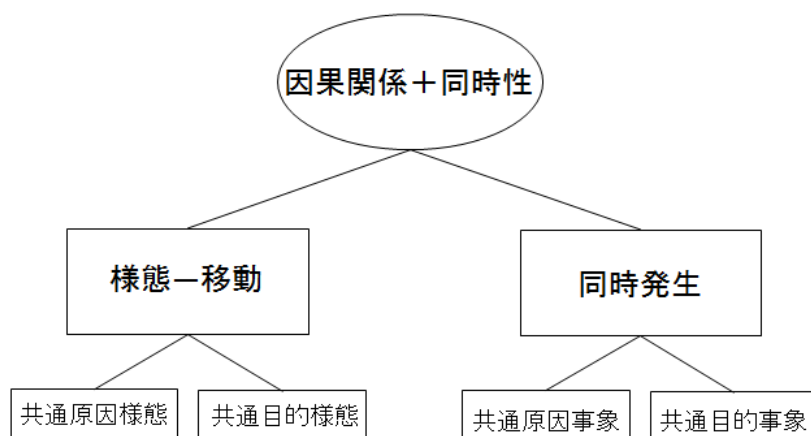 因果関係＋同時性
様態―移動
同時発生
共通原因様態
共通目的様態
共通原因事象
共通目的事象